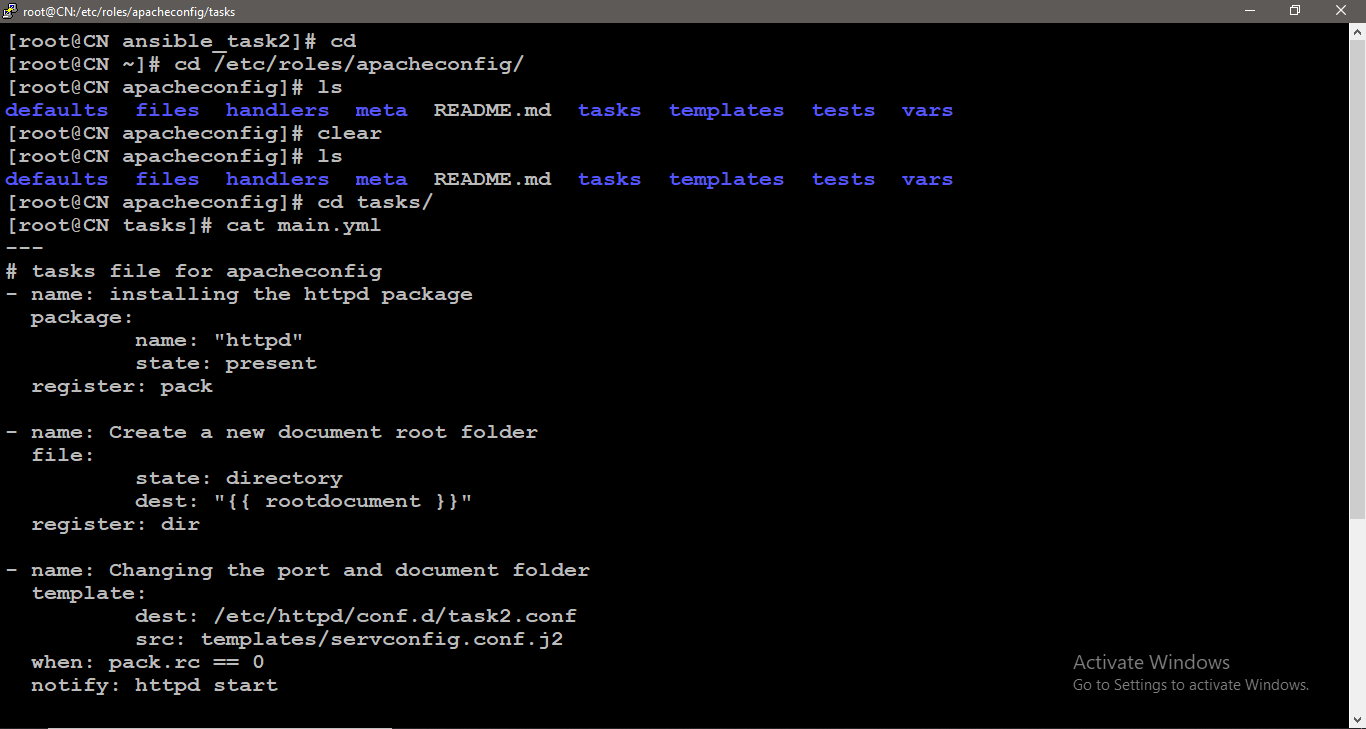 root@CN:/etc/roles/apacheconfig/tasks
[root@CN ansible_task2]# cd
[root@CN ~]# cd /etc/roles/apacheconfig/
[root@CN apacheconfig]# ls
defaults  files  handlers  meta  README.md  tasks  templates  tests  vars
[root@CN apacheconfig]# clear
[root@CN apacheconfig]# ls
defaults  files  handlers  meta  README.md  tasks  templates  tests  vars
[root@CN apacheconfig]# cd tasks/
[root@CN tasks]# cat main.yml
---
# tasks file for apacheconfig
- name: installing the httpd package
  package:
          name: "httpd"
          state: present
  register: pack

- name: Create a new document root folder
  file:
          state: directory
          dest: "{{ rootdocument }}"
  register: dir

- name: Changing the port and document folder
  template:
          dest: /etc/httpd/conf.d/task2.conf
          src: templates/servconfig.conf.j2
  when: pack.rc == 0
  notify: httpd start
Activate Windows
Go to Settings to activate Windows.